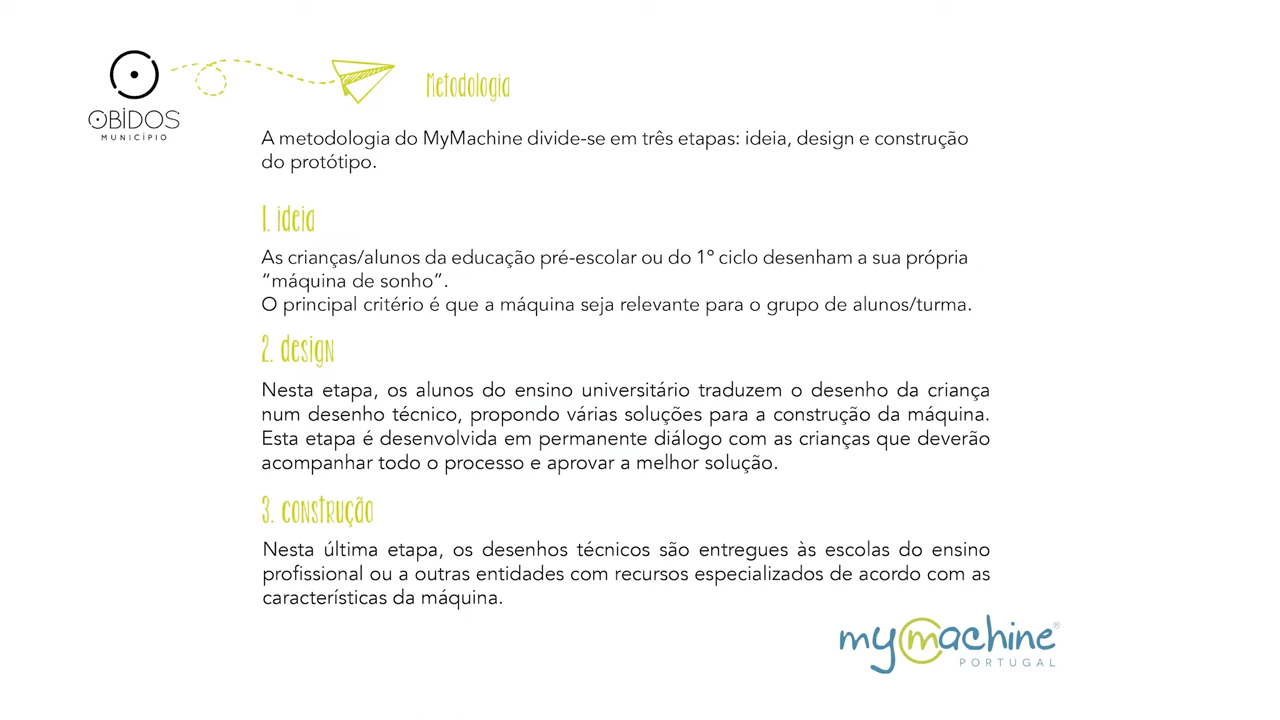 Metodologia
OBIDOS
MUNICÍPIO
A metodologia do MyMachine divide-se em três etapas: ideia, design e construção
do protótipo.
1. ideia
As crianças/alunos da educação pré-escolar ou do 1º ciclo desenham a sua própria
“máquina de sonho”.
O principal critério é que a máquina seja relevante para o grupo de alunos/turma.
2. design
Nesta etapa, os alunos do ensino universitário traduzem o desenho da criança
num desenho técnico, propondo várias soluções para a construção da máquina.
Esta etapa é desenvolvida em permanente diálogo com as crianças que deverão
acompanhar todo o processo e aprovar a melhor solução.
3. construção
Nesta última etapa, os desenhos técnicos são entregues às escolas do ensino
profissional ou a outras entidades com recursos especializados de acordo com as
características da máquina.
mymachine®
PORTUGAL